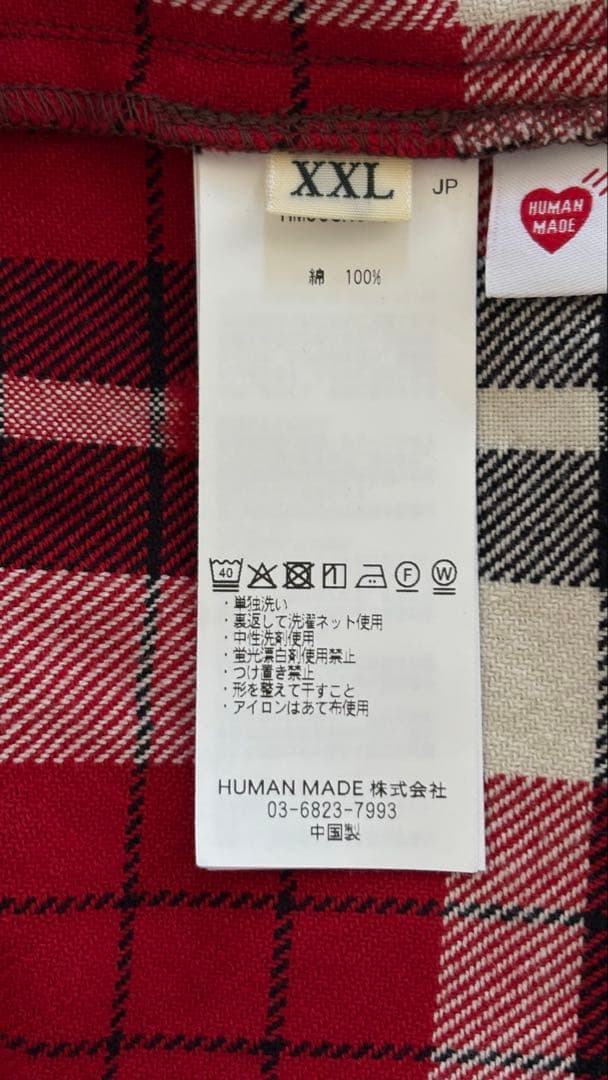 XXL
JP
HUMAN
MADE
綿 100%
40
F
W
・単独洗い
・裏返して洗濯ネット使用
・中性洗剤使用
・蛍光漂白剤使用禁止
・つけ置き禁止
・形を整えて干すこと
・アイロンはあて布使用
HUMAN MADE 株式会社
03-6823-7993
中国製